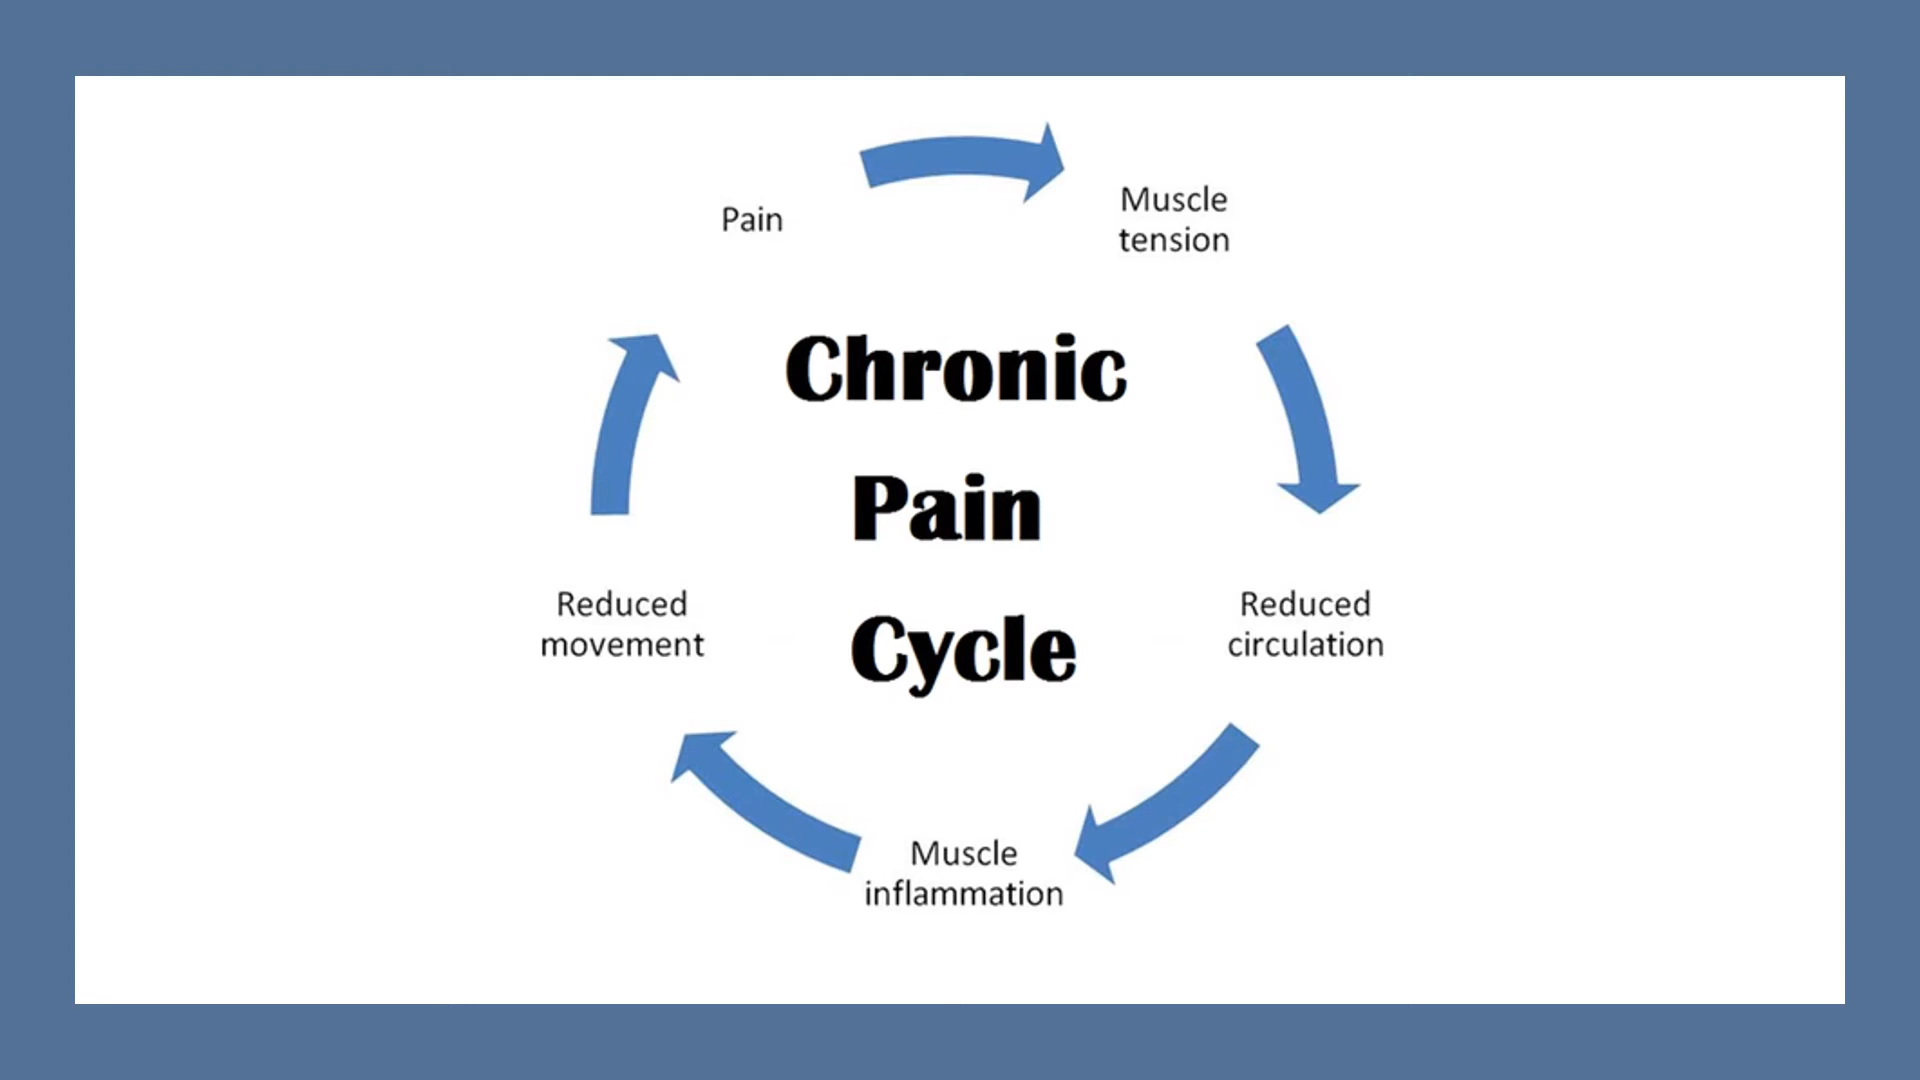 Pain
Muscle
tension
Chronic
Pain
Cycle
Reduced
movement
Reduced
circulation
Muscle
inflammation